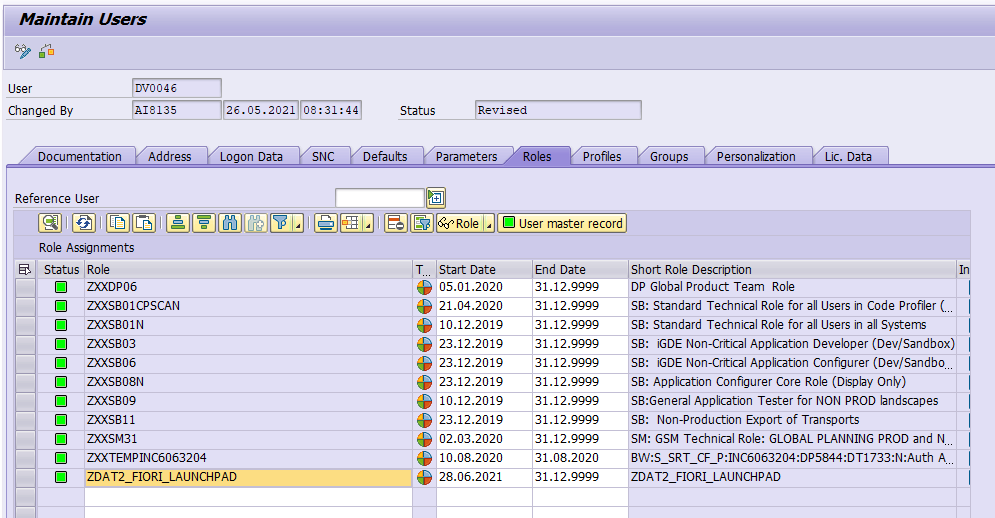 Maintain Users
User DV0046
Changed By AI8135 26.05.2021 08:31:44 Status Revised
Documentation Address Logon Data SNC Defaults Parameters Roles Profiles Groups Personalization Lic. Data
Reference User
Role User master record
Role Assignments
Status Role T... Start Date End Date Short Role Description In
ZXXDP06 05.01.2020 31.12.9999 DP Global Product Team Role
ZXXSB01CPSCAN 21.04.2020 31.12.9999 SB: Standard Technical Role for all Users in Code Profiler (...
ZXXSB01N 10.12.2019 31.12.9999 SB: Standard Technical Role for all Users in all Systems
ZXXSB03 23.12.2019 31.12.9999 SB: iGDE Non-Critical Application Developer (Dev/Sandbox)
ZXXSB06 23.12.2019 31.12.9999 SB: iGDE Non-Critical Application Configurer (Dev/Sandbo...
ZXXSB08N 23.12.2019 31.12.9999 SB: Application Configurer Core Role (Display Only)
ZXXSB09 10.12.2019 31.12.9999 SB:General Application Tester for NON PROD landscapes
ZXXSB11 23.12.2019 31.12.9999 SB: Non-Production Export of Transports
ZXXSM31 02.03.2020 31.12.9999 SM: GSM Technical Role: GLOBAL PLANNING PROD and N...
ZXXTEMPINC6063204 10.08.2020 31.08.2020 BW:S_SRT_CF_P:INC6063204:DP5844:DT1733:N:Auth A...
ZDAT2_FIORI_LAUNCHPAD 28.06.2021 31.12.9999 ZDAT2_FIORI_LAUNCHPAD